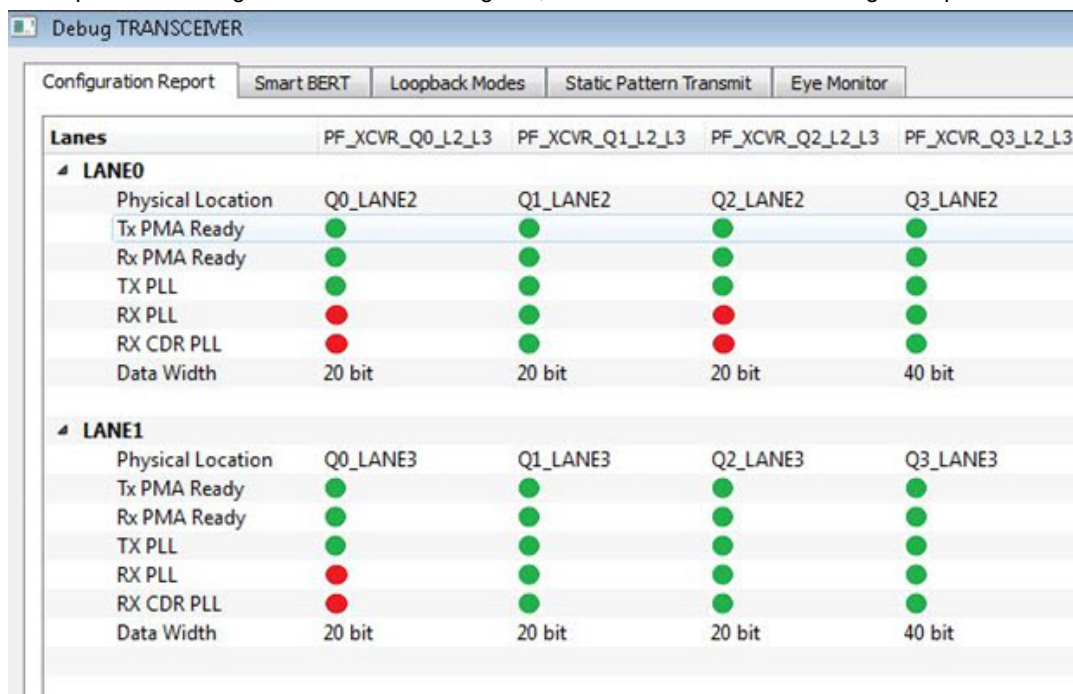 Debug TRANSCEIVER
Configuration Report Smart BERT Loopback Modes Static Pattern Transmit Eye Monitor
Lanes PF_XCVR_Q0_L2_L3 PF_XCVR_Q1_L2_L3 PF_XCVR_Q2_L2_L3 PF_XCVR_Q3_L2_L3
LANE0
Physical Location Q0_LANE2 Q1_LANE2 Q2_LANE2 Q3_LANE2
Tx PMA Ready
Rx PMA Ready
TX PLL
RX PLL
RX CDR PLL
Data Width 20 bit 20 bit 20 bit 40 bit
LANE1
Physical Location Q0_LANE3 Q1_LANE3 Q2_LANE3 Q3_LANE3
Tx PMA Ready
Rx PMA Ready
TX PLL
RX PLL
RX CDR PLL
Data Width 20 bit 20 bit 20 bit 40 bit